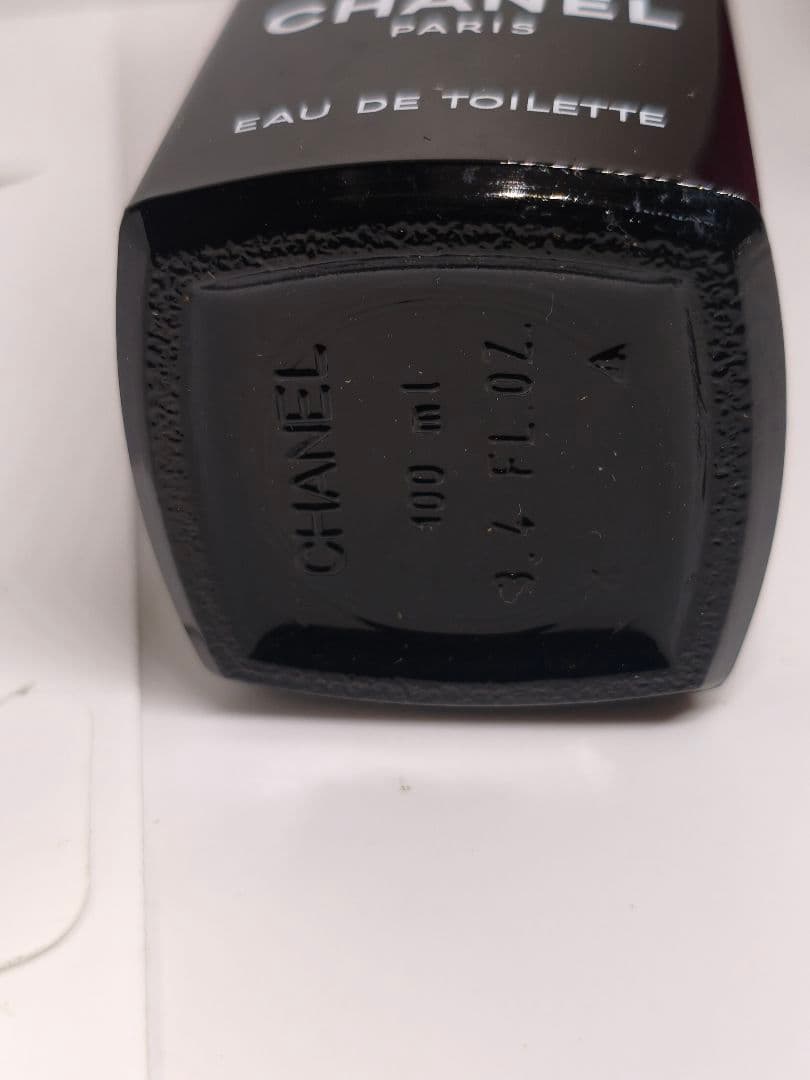 CHANEL
PARIS
EAU DE TOILETTE
CHANEL
100 ml
3.4 FL.OZ.